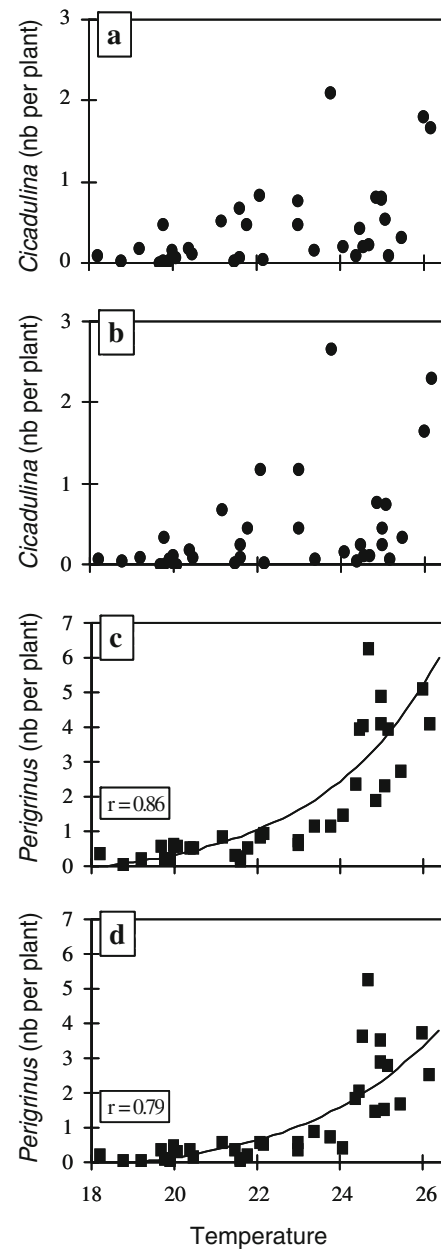 a
Cicadulina (nb per plant)
3
2
1
0
b
Cicadulina (nb per plant)
3
2
1
0
c
Perigrinus (nb per plant)
7
6
5
4
3
2
1
0
r = 0.86
d
Perigrinus (nb per plant)
7
6
5
4
3
2
1
0
r = 0.79
18 20 22 24 26
Temperature